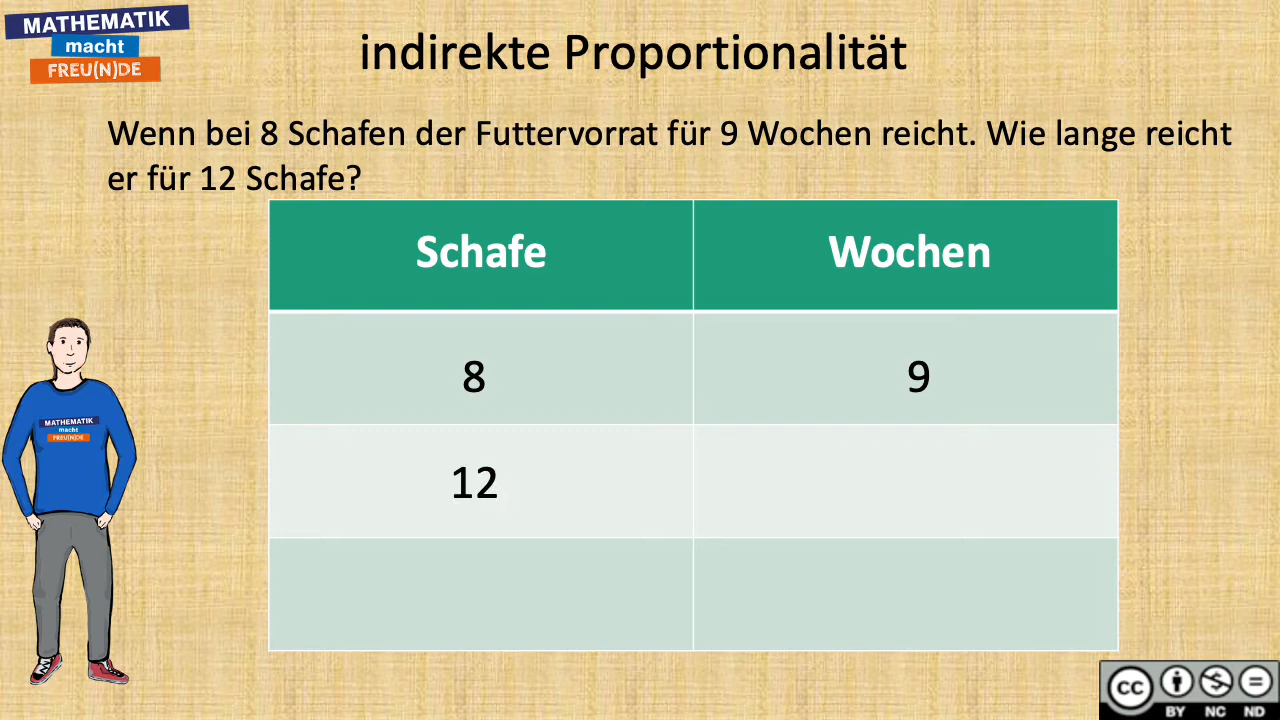 MATHEMATIK
macht
FREU(N)DE
indirekte Proportionalität
Wenn bei 8 Schafen der Futtervorrat für 9 Wochen reicht. Wie lange reicht
er für 12 Schafe?
Schafe Wochen
8 9
12
MATHEMATIK
macht
FREU(N)DE
cc
BY NC ND